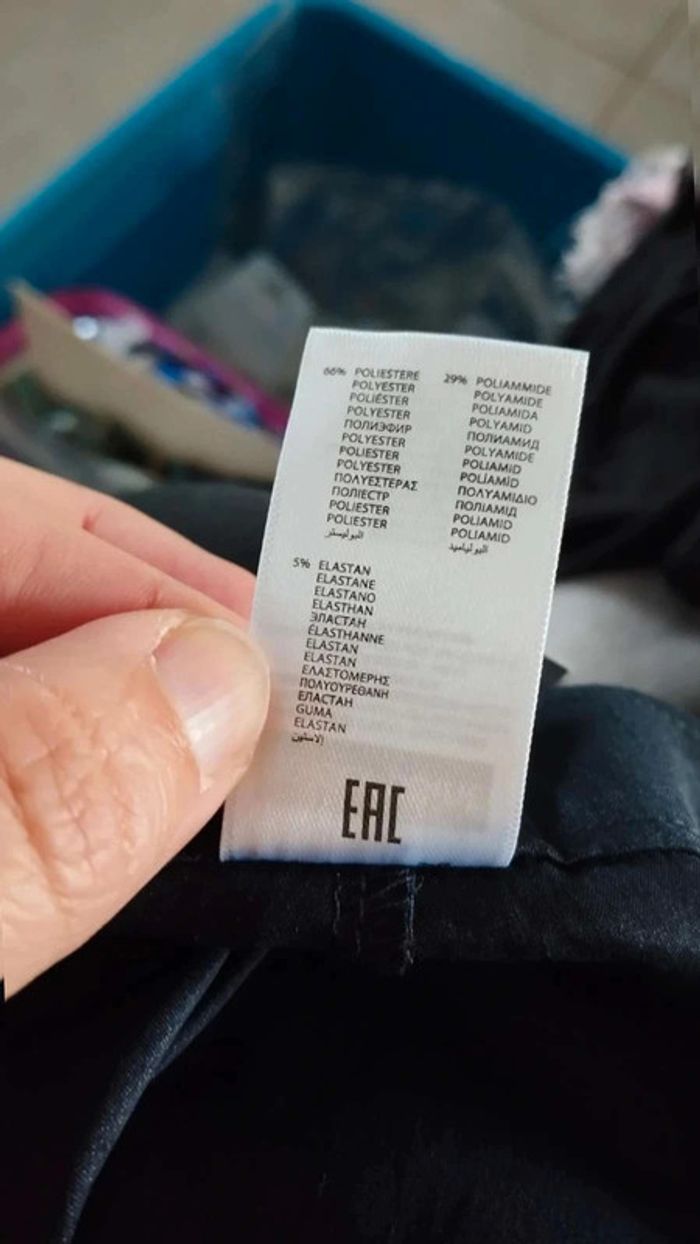 66% POLIESTERE
POLYESTER
POLIÉSTER
POLYESTER
ПОЛИЭФИР
POLYESTER
POLIESTER
POLYESTER
ΠΟΛΥΕΣΤΕΡΑΣ
ПОЛІЕСТР
POLIESTER
POLIESTER
البوليستر
29% POLIAMMIDE
POLYAMIDE
POLIAMIDA
POLYAMID
ПОЛИАМИД
POLYAMIDE
POLIAMID
POLÍAMÍD
ΠΟΛΥΑΜΙΔΙΟ
ПОЛІАМІД
POLIAMID
POLIAMID
البولياميد
5% ELASTAN
ELASTANE
ELASTANO
ELASTHAN
ЭЛАСТАН
ÉLASTHANNE
ELASTAN
ELASTAN
ΕΛΑΣΤΟΜΕΡΗΣ
ΠΟΛΥΟΥΡΕΘΑΝΗ
ЕЛАСТАН
GUMA
ELASTAN
الاستين
EAC